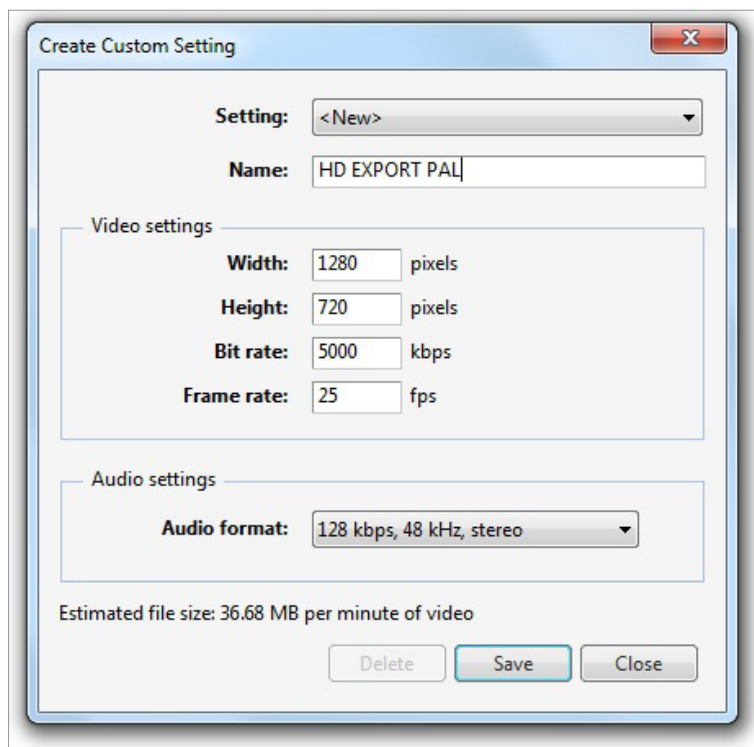 Create Custom Setting
Setting: <New>
Name: HD EXPORT PAL
Video settings
Width: 1280 pixels
Height: 720 pixels
Bit rate: 5000 kbps
Frame rate: 25 fps
Audio settings
Audio format: 128 kbps, 48 kHz, stereo
Estimated file size: 36.68 MB per minute of video
Delete Save Close